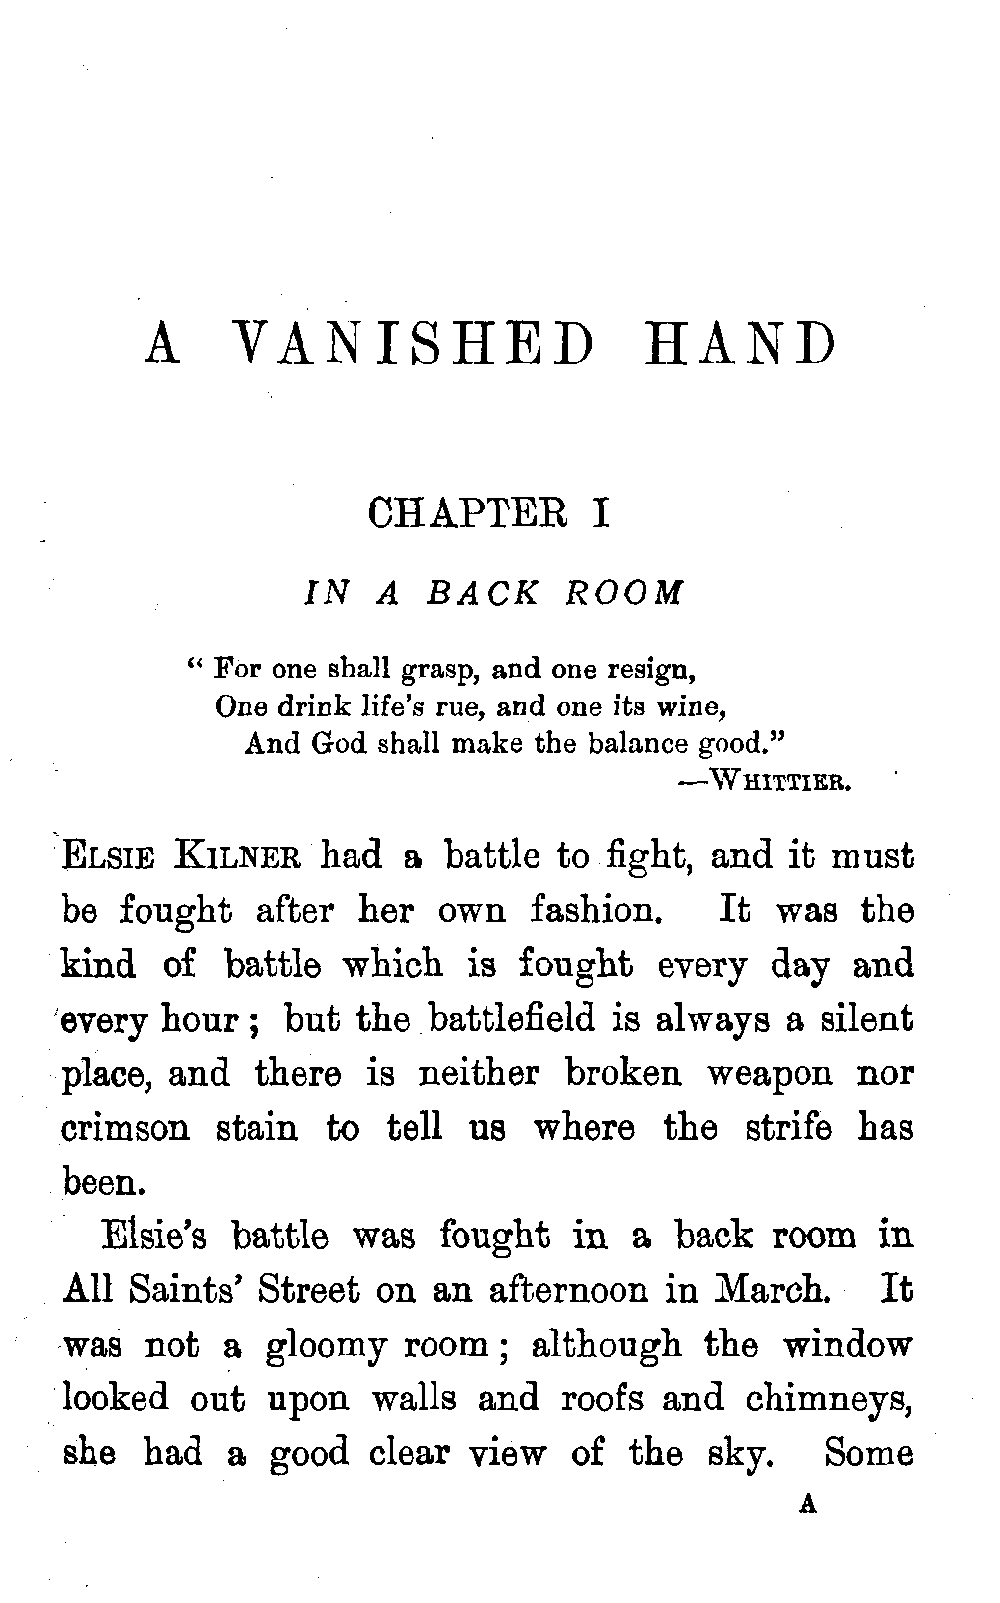 A VANISHED HAND
CHAPTER I
IN A BACK ROOM
“ For one shall grasp, and one resign,
One drink life's rue, and one its wine,
And God shall make the balance good.”
—WHITTIER.
ELSIE KILNER had a battle to fight, and it must
be fought after her own fashion. It was the
kind of battle which is fought every day and
every hour ; but the battlefield is always a silent
place, and there is neither broken weapon nor
crimson stain to tell us where the strife has
been.
Elsie's battle was fought in a back room in
All Saints' Street on an afternoon in March. It
was not a gloomy room ; although the window
looked out upon walls and roofs and chimneys,
she had a good clear view of the sky. Some
A